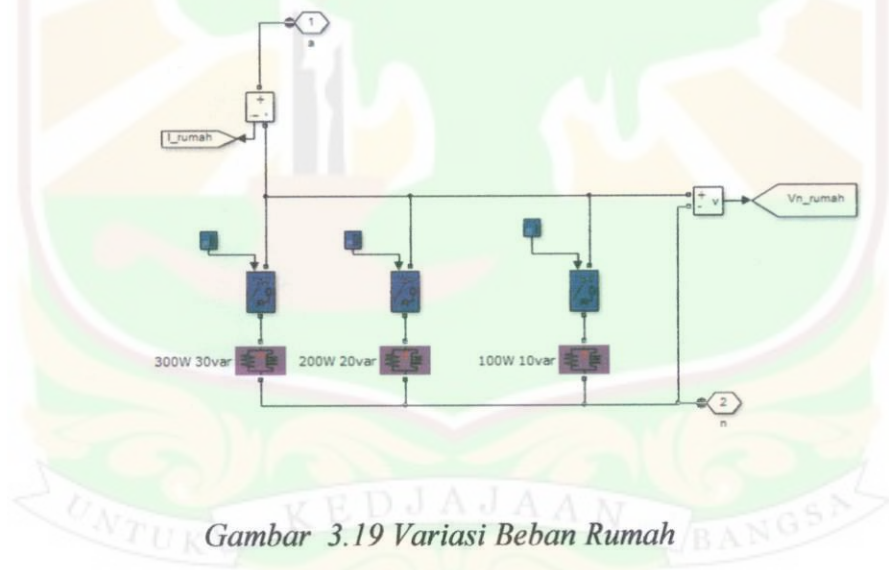 1
a
+
-
I_rumah
+
-
v
Vn_rumah
300W 30var
200W 20var
100W 10var
2
n
UNTUK KEDJAJAAN BANGSA
Gambar 3.19 Variasi Beban Rumah